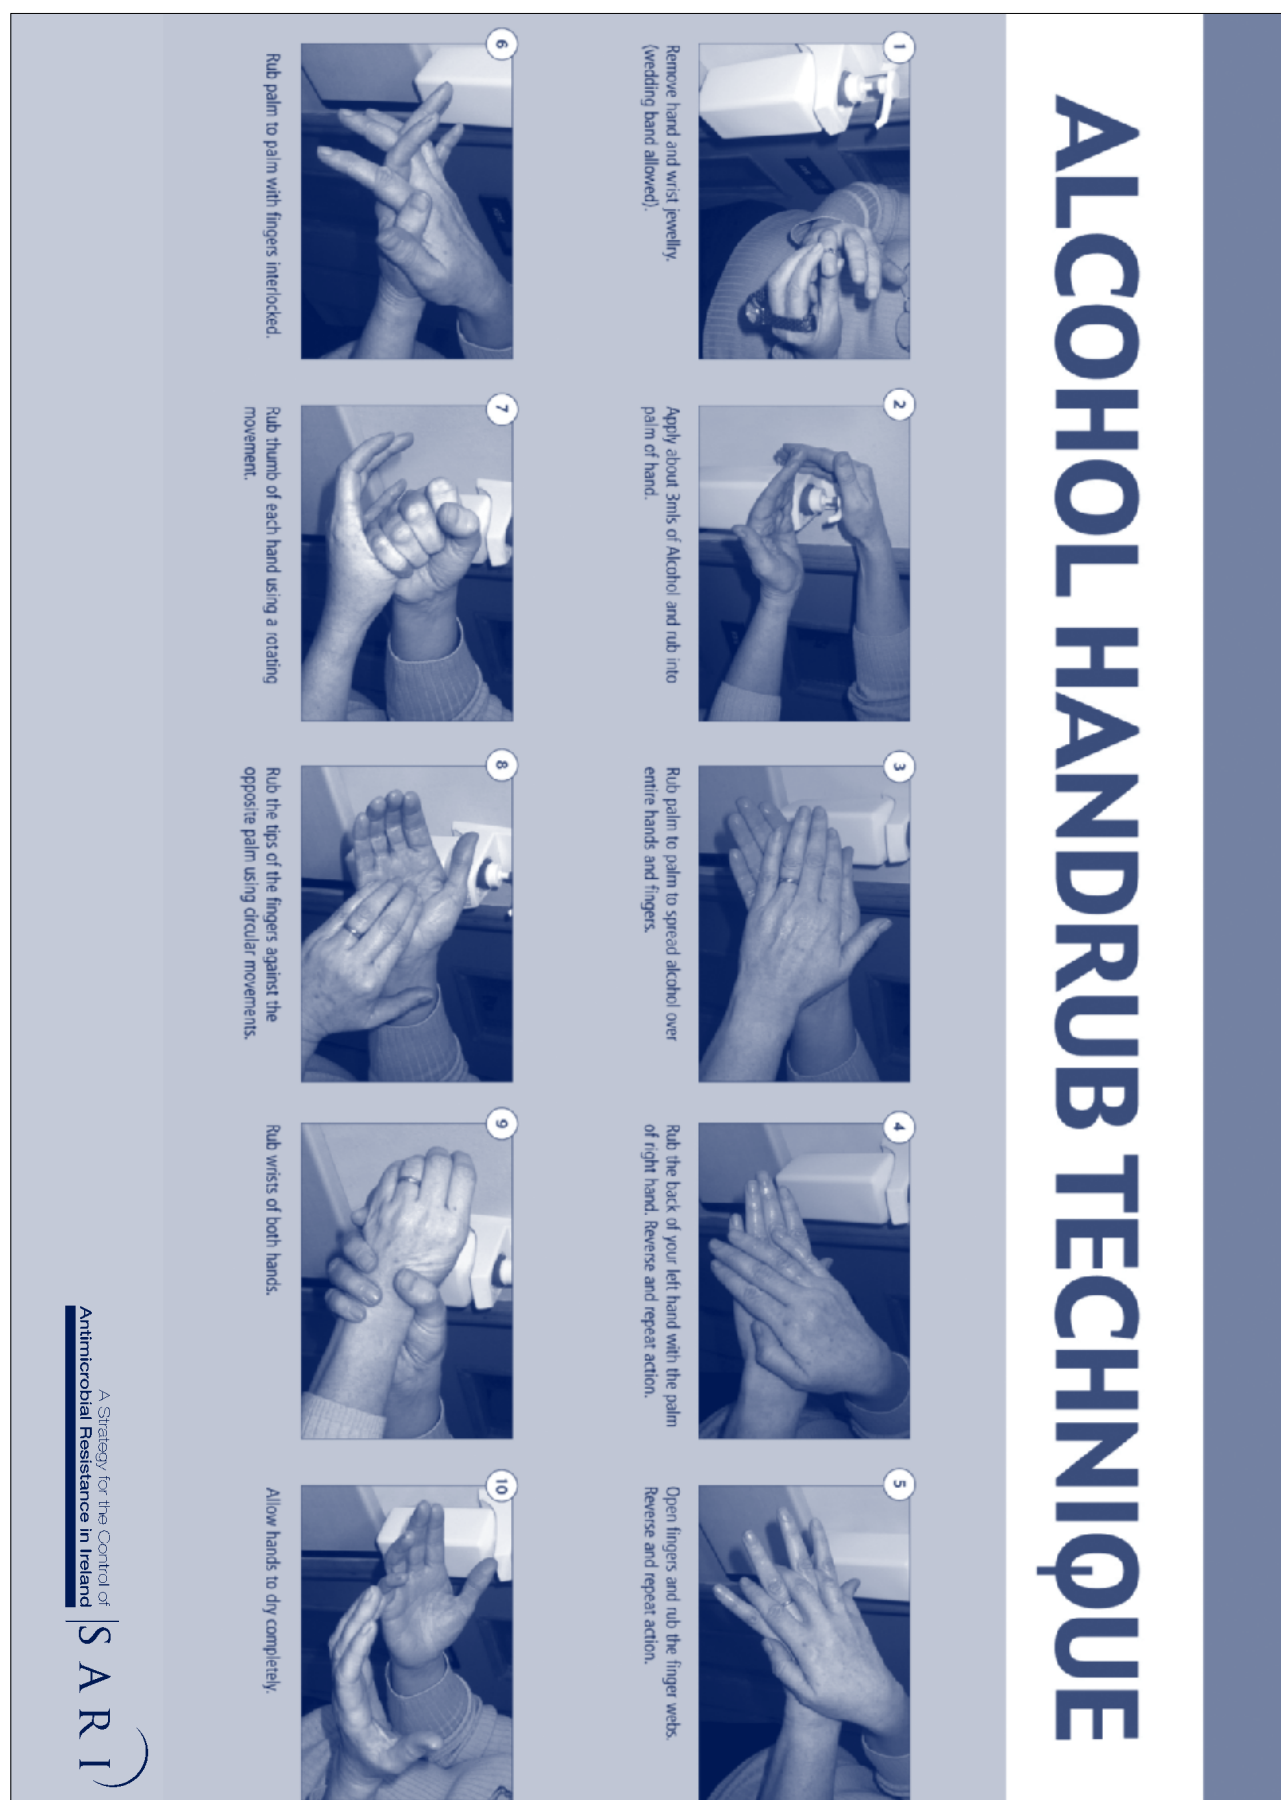 ALCOHOL HANDRUB TECHNIQUE
1
Remove hand and wrist jewellry.
(wedding band allowed).
2
Apply about 3mls of Alcohol and rub into
palm of hand.
3
Rub palm to palm to spread alcohol over
entire hands and fingers.
4
Rub the back of your left hand with the palm
of right hand. Reverse and repeat action.
5
Open fingers and rub the finger webs.
Reverse and repeat action.
6
Rub palm to palm with fingers interlocked.
7
Rub thumb of each hand using a rotating
movement.
8
Rub the tips of the fingers against the
opposite palm using circular movements.
9
Rub wrists of both hands.
10
Allow hands to dry completely.
A Strategy for the Control of
Antimicrobial Resistance in Ireland
SARI